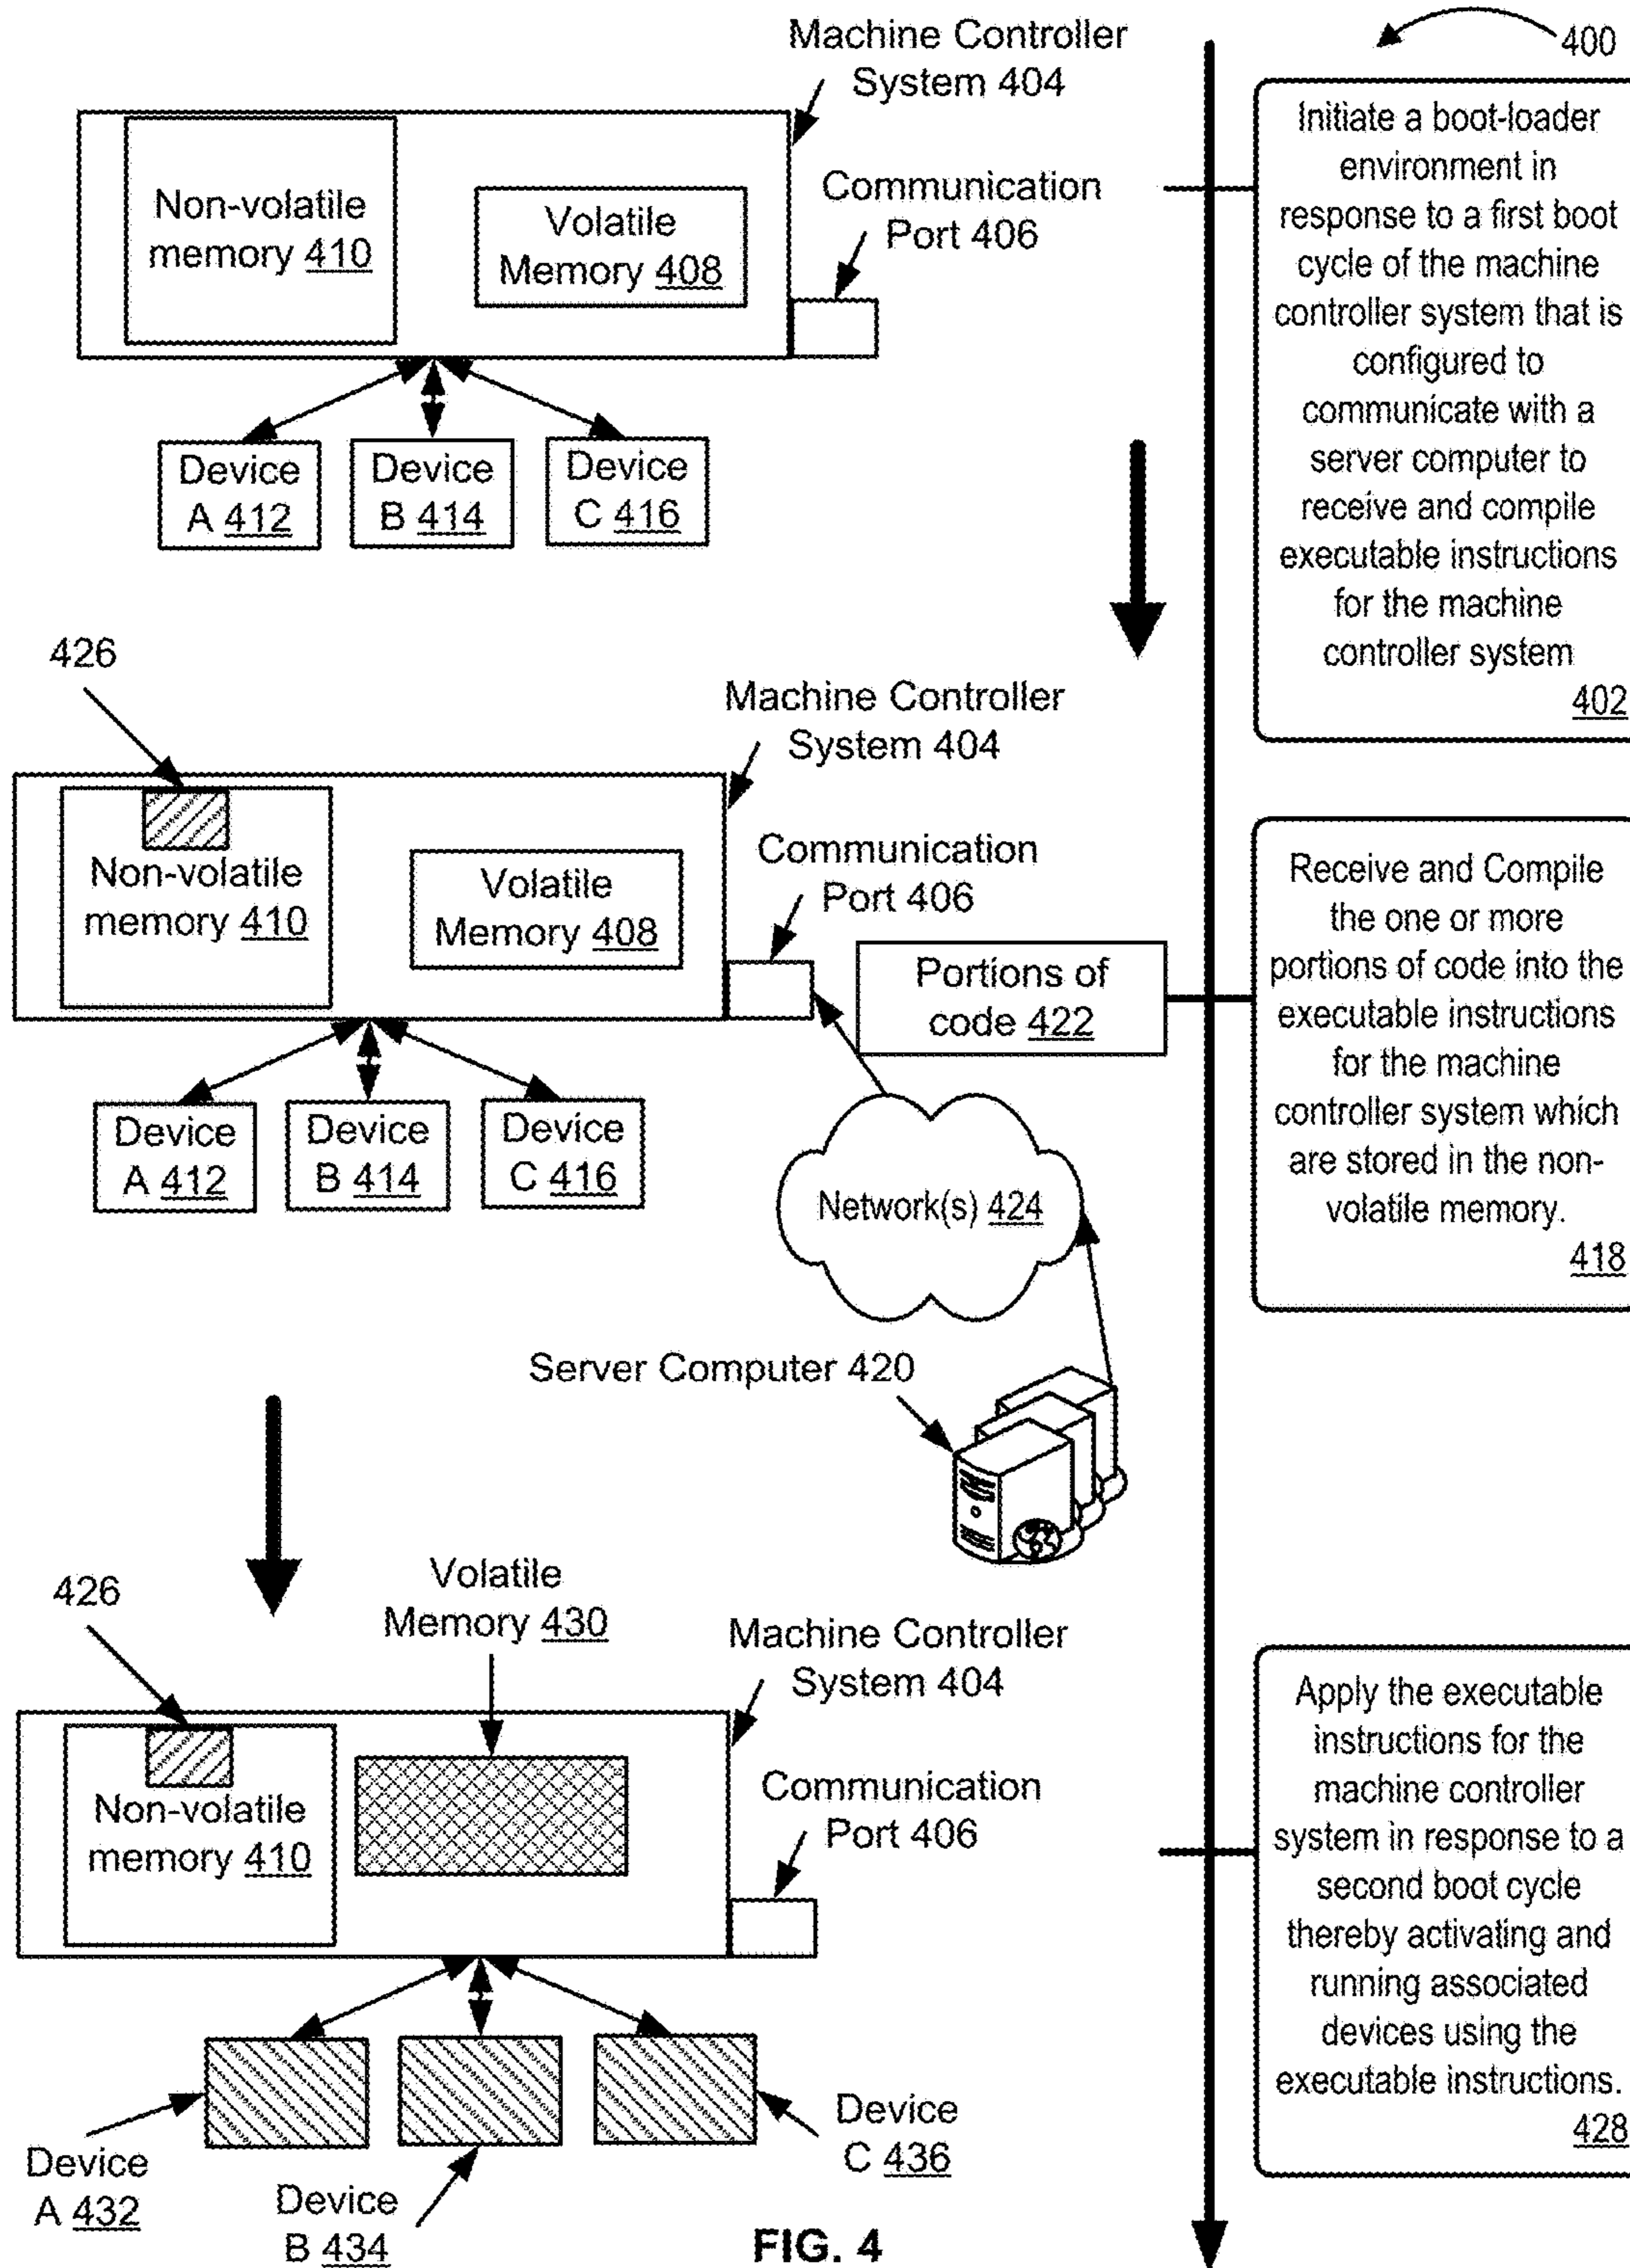 400
Machine Controller
System 404
Non-volatile
memory 410
Volatile
Memory 408
Communication
Port 406
Device
A 412
Device
B 414
Device
C 416
Initiate a boot-loader
environment in
response to a first boot
cycle of the machine
controller system that is
configured to
communicate with a
server computer to
receive and compile
executable instructions
for the machine
controller system
402
426
Machine Controller
System 404
Non-volatile
memory 410
Volatile
Memory 408
Communication
Port 406
Portions of
code 422
Device
A 412
Device
B 414
Device
C 416
Network(s) 424
Server Computer 420
Receive and Compile
the one or more
portions of code into the
executable instructions
for the machine
controller system which
are stored in the non-
volatile memory.
418
426
Volatile
Memory 430
Machine Controller
System 404
Non-volatile
memory 410
Communication
Port 406
Device
A 432
Device
B 434
Device
C 436
Apply the executable
instructions for the
machine controller
system in response to a
second boot cycle
thereby activating and
running associated
devices using the
executable instructions.
428
FIG. 4